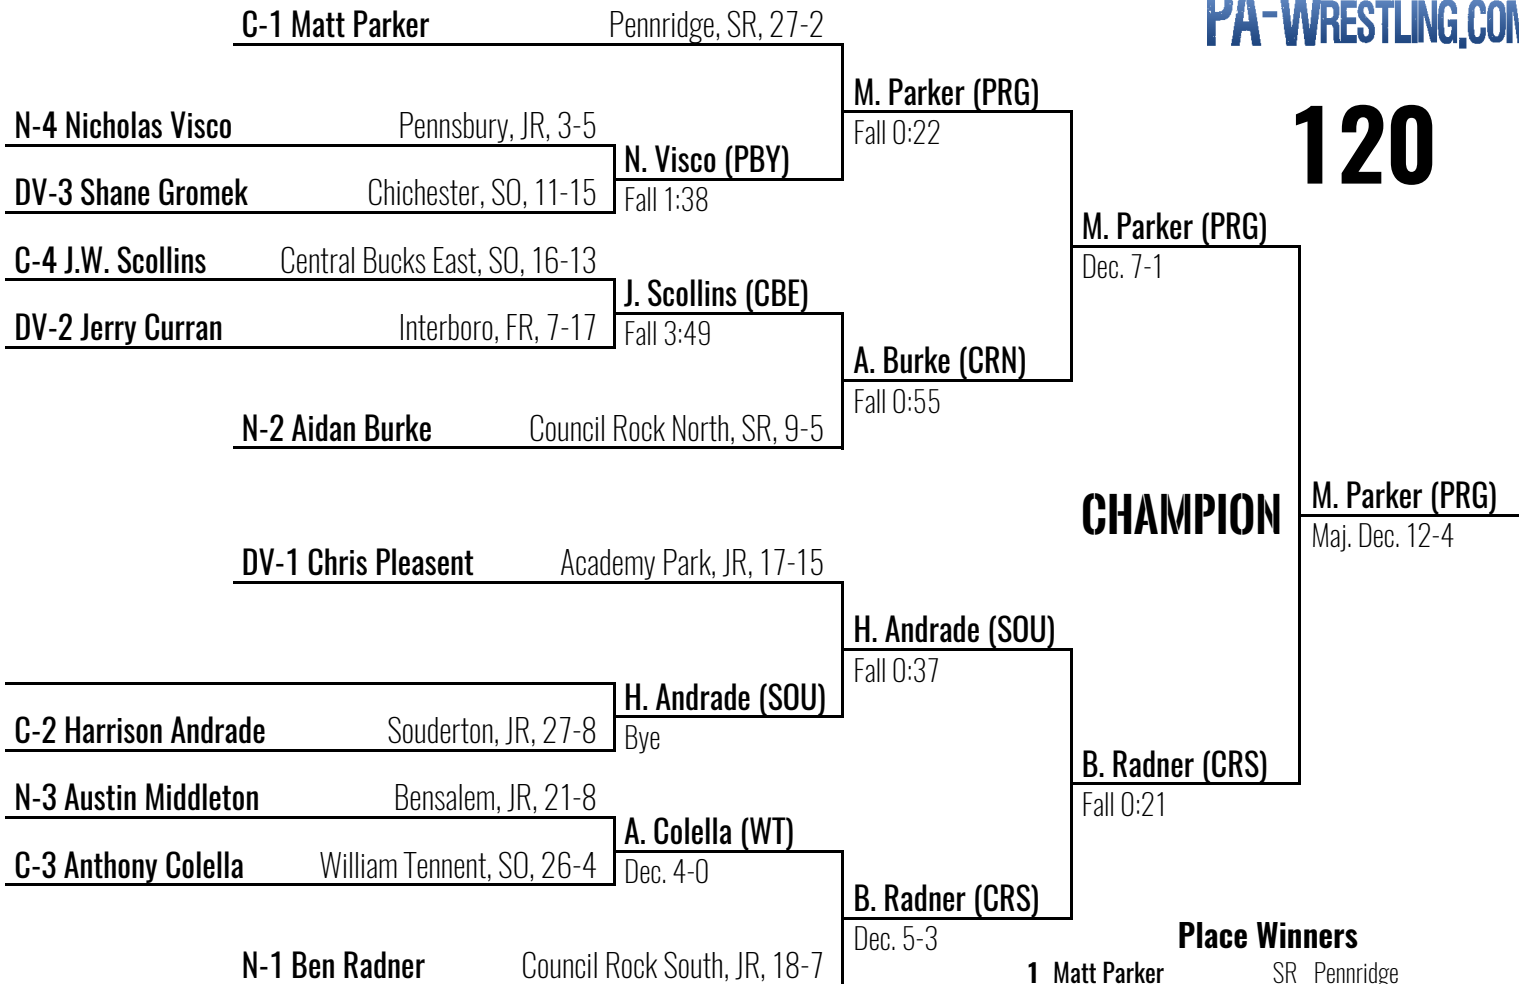 PA-WRESTLING.COM
120
C-1 Matt Parker Pennridge, SR, 27-2
M. Parker (PRG)
Fall 0:22
N-4 Nicholas Visco Pennsbury, JR, 3-5
N. Visco (PBY)
Fall 1:38
DV-3 Shane Gromek Chichester, SO, 11-15
M. Parker (PRG)
Dec. 7-1
C-4 J.W. Scollins Central Bucks East, SO, 16-13
J. Scollins (CBE)
Fall 3:49
DV-2 Jerry Curran Interboro, FR, 7-17
A. Burke (CRN)
Fall 0:55
N-2 Aidan Burke Council Rock North, SR, 9-5
CHAMPION
M. Parker (PRG)
Maj. Dec. 12-4
DV-1 Chris Pleasent Academy Park, JR, 17-15
H. Andrade (SOU)
Fall 0:37
H. Andrade (SOU)
Bye
C-2 Harrison Andrade Souderton, JR, 27-8
B. Radner (CRS)
Fall 0:21
N-3 Austin Middleton Bensalem, JR, 21-8
A. Colella (WT)
Dec. 4-0
C-3 Anthony Colella William Tennent, SO, 26-4
B. Radner (CRS)
Dec. 5-3
N-1 Ben Radner Council Rock South, JR, 18-7
Place Winners
1 Matt Parker SR Pennridge